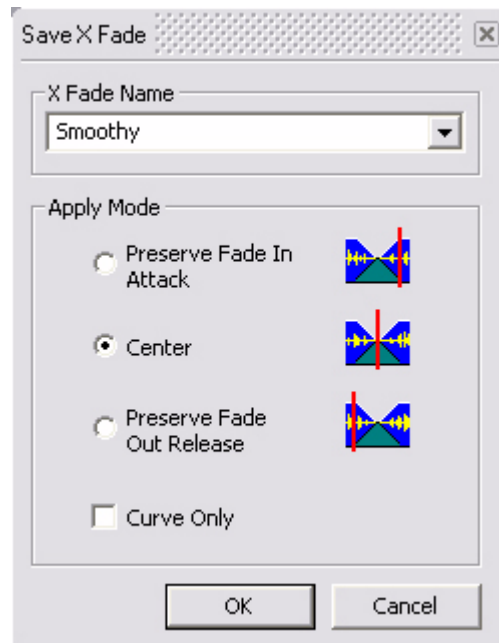 Save X Fade
X Fade Name
Smoothy
Apply Mode
Preserve Fade In
Attack
Center
Preserve Fade
Out Release
Curve Only
OK
Cancel